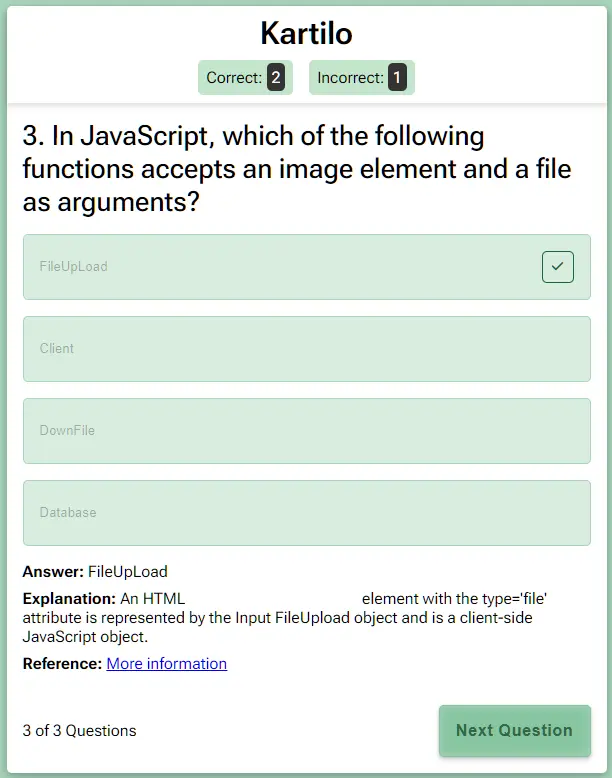 Kartilo
Correct: 2 Incorrect: 1
3. In JavaScript, which of the following
functions accepts an image element and a file
as arguments?
FileUpLoad
Client
DownFile
Database
Answer: FileUpLoad
Explanation: An HTML element with the type='file'
attribute is represented by the Input FileUpload object and is a client-side
JavaScript object.
Reference: More information
3 of 3 Questions Next Question